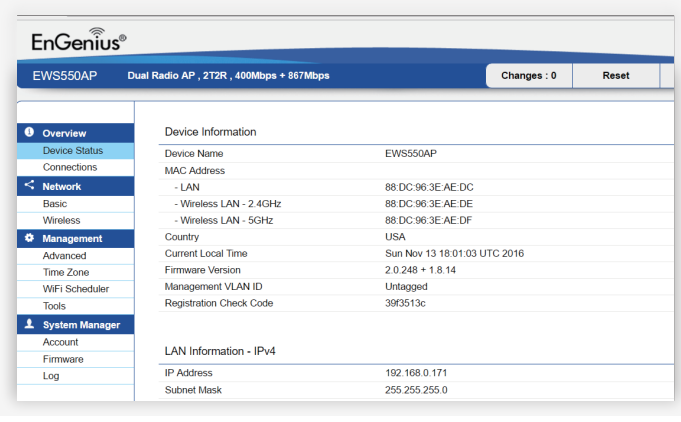 EnGenius®
EWS550AP Dual Radio AP , 2T2R , 400Mbps + 867Mbps Changes : 0 Reset
Overview
Device Status
Connections
Network
Basic
Wireless
Management
Advanced
Time Zone
WiFi Scheduler
Tools
System Manager
Account
Firmware
Log
Device Information
Device Name EWS550AP
MAC Address
- LAN 88:DC:96:3E:AE:DC
- Wireless LAN - 2.4GHz 88:DC:96:3E:AE:DE
- Wireless LAN - 5GHz 88:DC:96:3E:AE:DF
Country USA
Current Local Time Sun Nov 13 18:01:03 UTC 2016
Firmware Version 2.0.248 + 1.8.14
Management VLAN ID Untagged
Registration Check Code 39f3513c
LAN Information - IPv4
IP Address 192.168.0.171
Subnet Mask 255.255.255.0